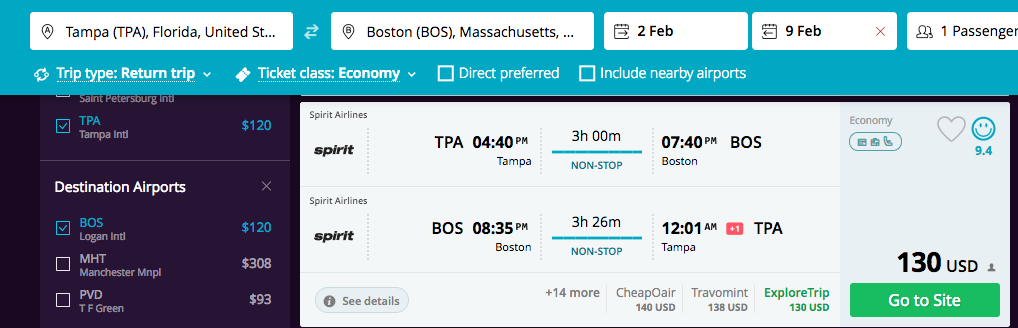 Tampa (TPA), Florida, United St...
Boston (BOS), Massachusetts, ...
2 Feb
9 Feb
1 Passenger
Trip type: Return trip
Ticket class: Economy
Direct preferred
Include nearby airports
Saint Petersburg Intl
TPA $120
Tampa Intl
Destination Airports
BOS $120
Logan Intl
MHT $308
Manchester Mnpl
PVD $93
T F Green
Spirit Airlines
spirit
TPA 04:40 PM
Tampa
3h 00m
NON-STOP
07:40 PM BOS
Boston
Spirit Airlines
spirit
BOS 08:35 PM
Boston
3h 26m
NON-STOP
12:01 AM +1 TPA
Tampa
See details
+14 more
CheapOair
140 USD
Travomint
138 USD
ExploreTrip
130 USD
Economy
9.4
130 USD
Go to Site